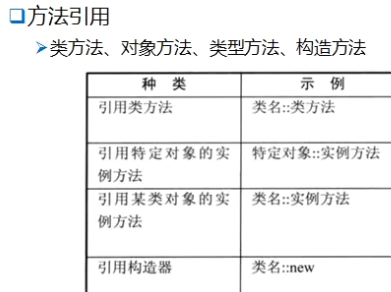 方法引用
类方法、对象方法、类型方法、构造方法
种 类 示 例
引用类方法 类名::类方法
引用特定对象的实 特定对象::实例方法
例方法
引用某类对象的实 类名::实例方法
例方法
引用构造器 类名::new